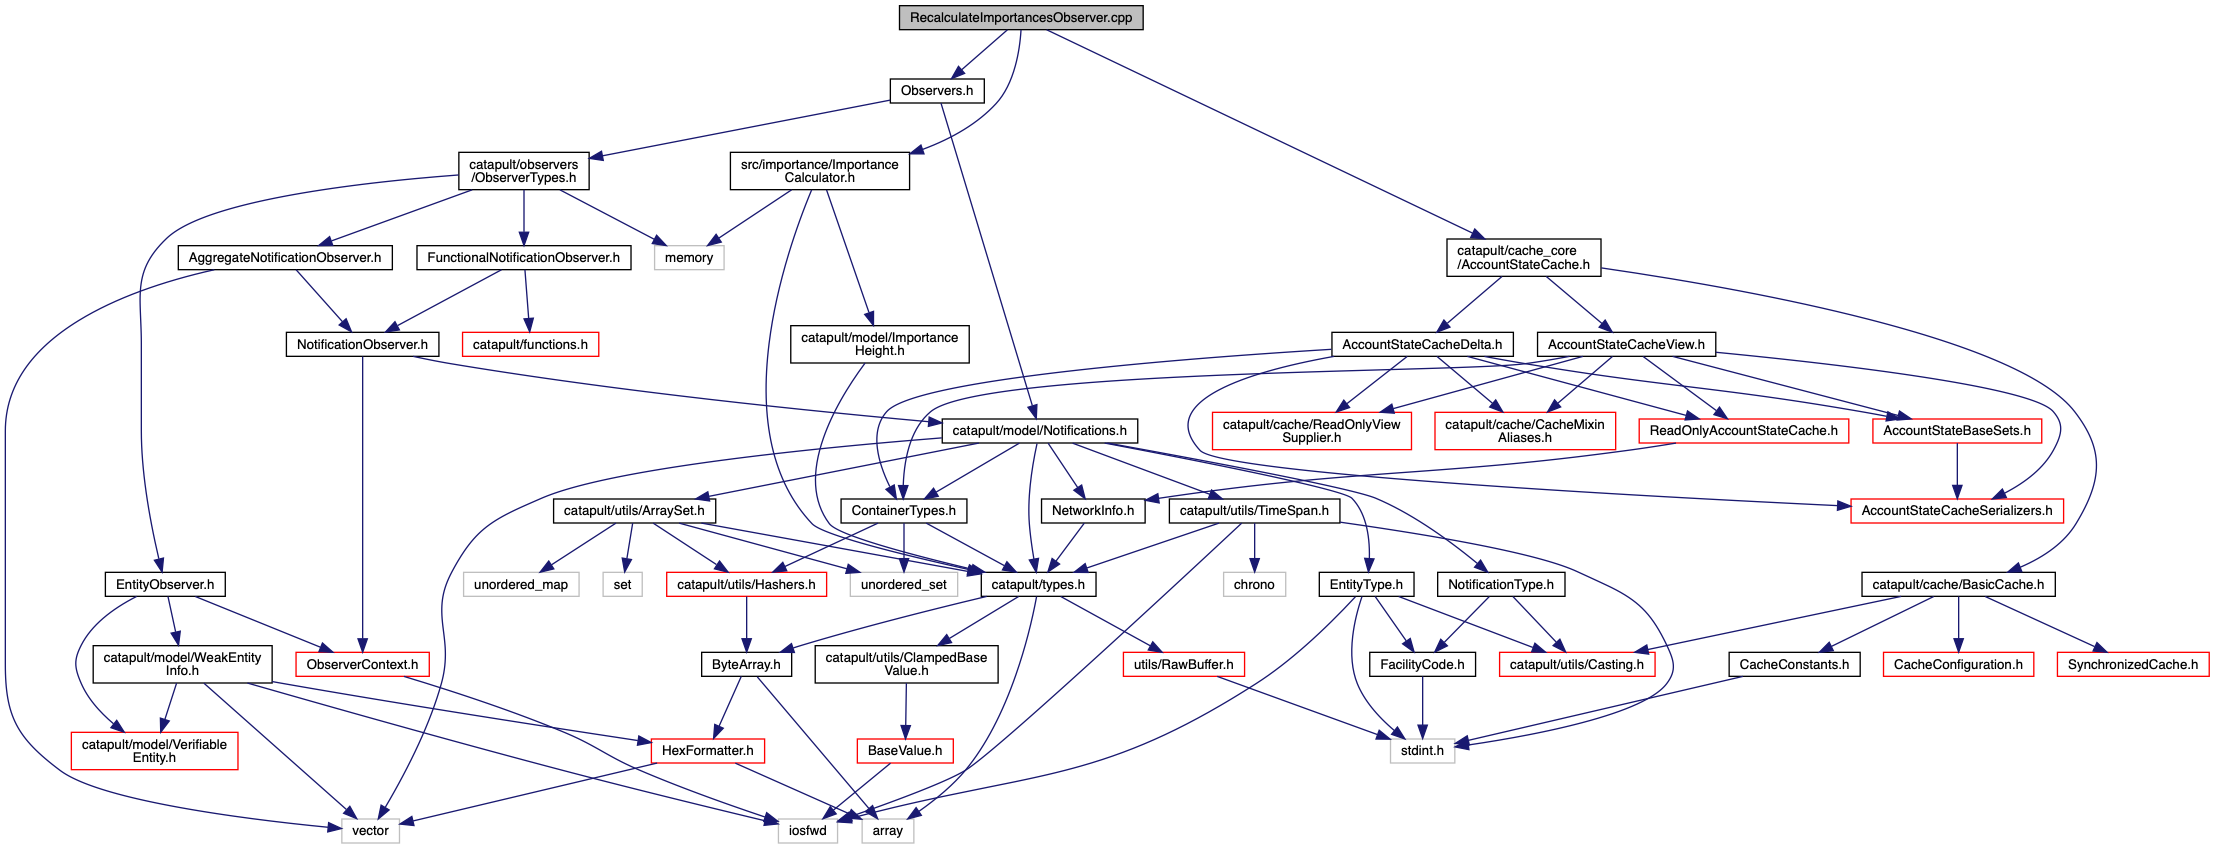 RecalculateImportancesObserver.cpp
Observers.h
catapult/observers
/ObserverTypes.h
src/importance/Importance
Calculator.h
AggregateNotificationObserver.h
FunctionalNotificationObserver.h
memory
catapult/cache_core
/AccountStateCache.h
NotificationObserver.h
catapult/functions.h
catapult/model/Importance
Height.h
AccountStateCacheDelta.h
AccountStateCacheView.h
catapult/model/Notifications.h
catapult/cache/ReadOnlyView
Supplier.h
catapult/cache/CacheMixin
Aliases.h
ReadOnlyAccountStateCache.h
AccountStateBaseSets.h
catapult/utils/ArraySet.h
ContainerTypes.h
NetworkInfo.h
catapult/utils/TimeSpan.h
AccountStateCacheSerializers.h
EntityObserver.h
unordered_map
set
catapult/utils/Hashers.h
unordered_set
catapult/types.h
chrono
EntityType.h
NotificationType.h
catapult/cache/BasicCache.h
catapult/model/WeakEntity
Info.h
ObserverContext.h
ByteArray.h
catapult/utils/ClampedBase
Value.h
utils/RawBuffer.h
FacilityCode.h
catapult/utils/Casting.h
CacheConstants.h
CacheConfiguration.h
SynchronizedCache.h
catapult/model/Verifiable
Entity.h
HexFormatter.h
BaseValue.h
stdint.h
vector
iosfwd
array